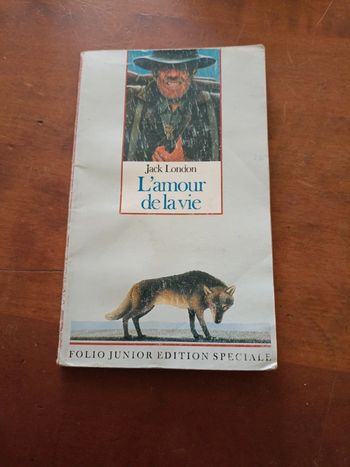 Jack London
L'amour
de la vie
FOLIO JUNIOR EDITION SPECIALE